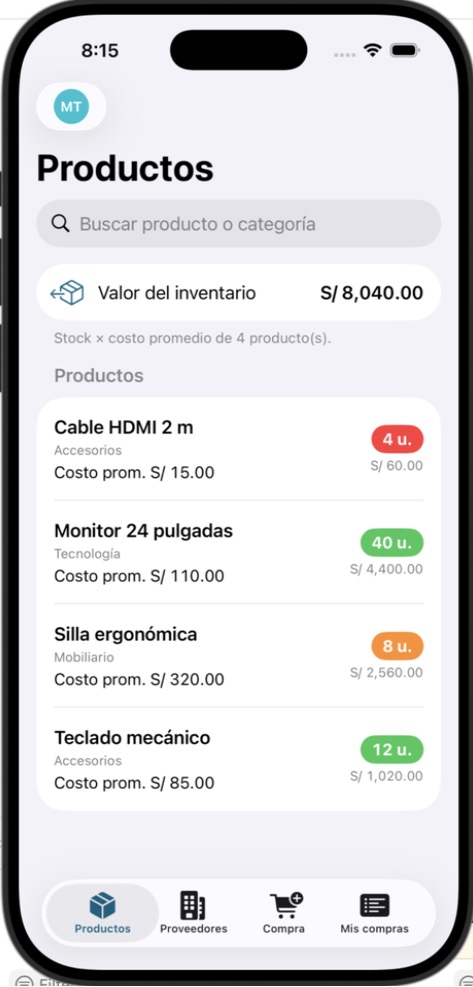 8:15
MT
Productos
Buscar producto o categoría
Valor del inventario S/ 8,040.00
Stock × costo promedio de 4 producto(s).
Productos
Cable HDMI 2 m
4 u.
Accesorios
S/ 60.00
Costo prom. S/ 15.00
Monitor 24 pulgadas
40 u.
Tecnología
S/ 4,400.00
Costo prom. S/ 110.00
Silla ergonómica
8 u.
Mobiliario
S/ 2,560.00
Costo prom. S/ 320.00
Teclado mecánico
12 u.
Accesorios
S/ 1,020.00
Costo prom. S/ 85.00
Productos Proveedores Compra Mis compras